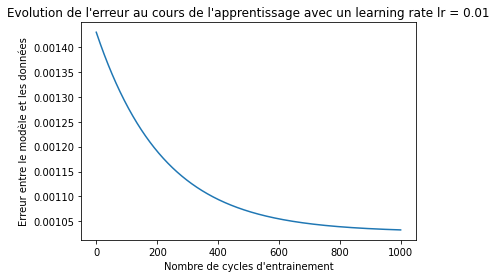 Evolution de l'erreur au cours de l'apprentissage avec un learning rate lr = 0.01
Erreur entre le modèle et les données
0.00140
0.00135
0.00130
0.00125
0.00120
0.00115
0.00110
0.00105
0 200 400 600 800 1000
Nombre de cycles d'entrainement